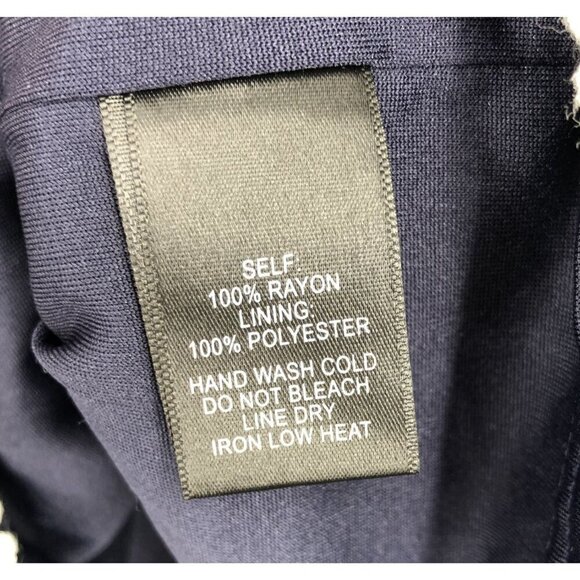 SELF
100% RAYON
LINING:
100% POLYESTER
HAND WASH COLD
DO NOT BLEACH
LINE DRY
IRON LOW HEAT